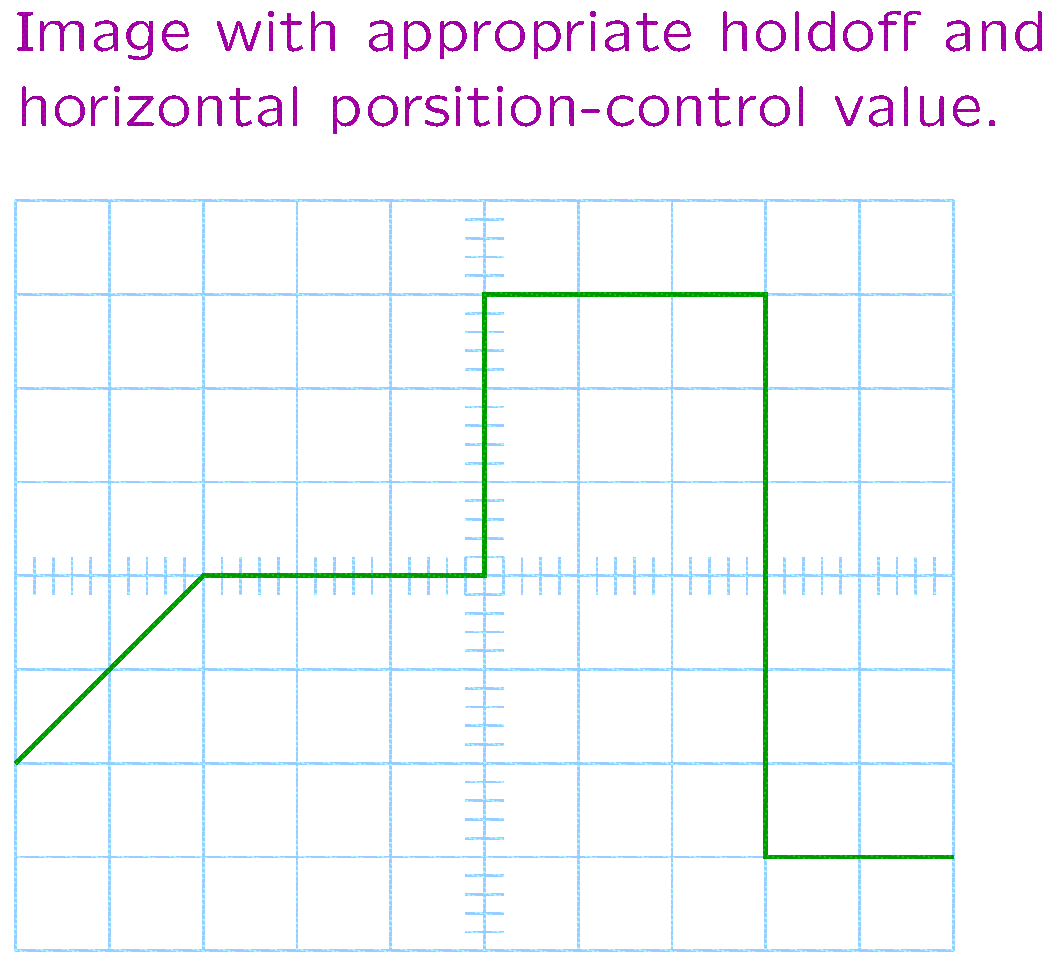 Image with appropriate holdoff and
horizontal porsition-control value.